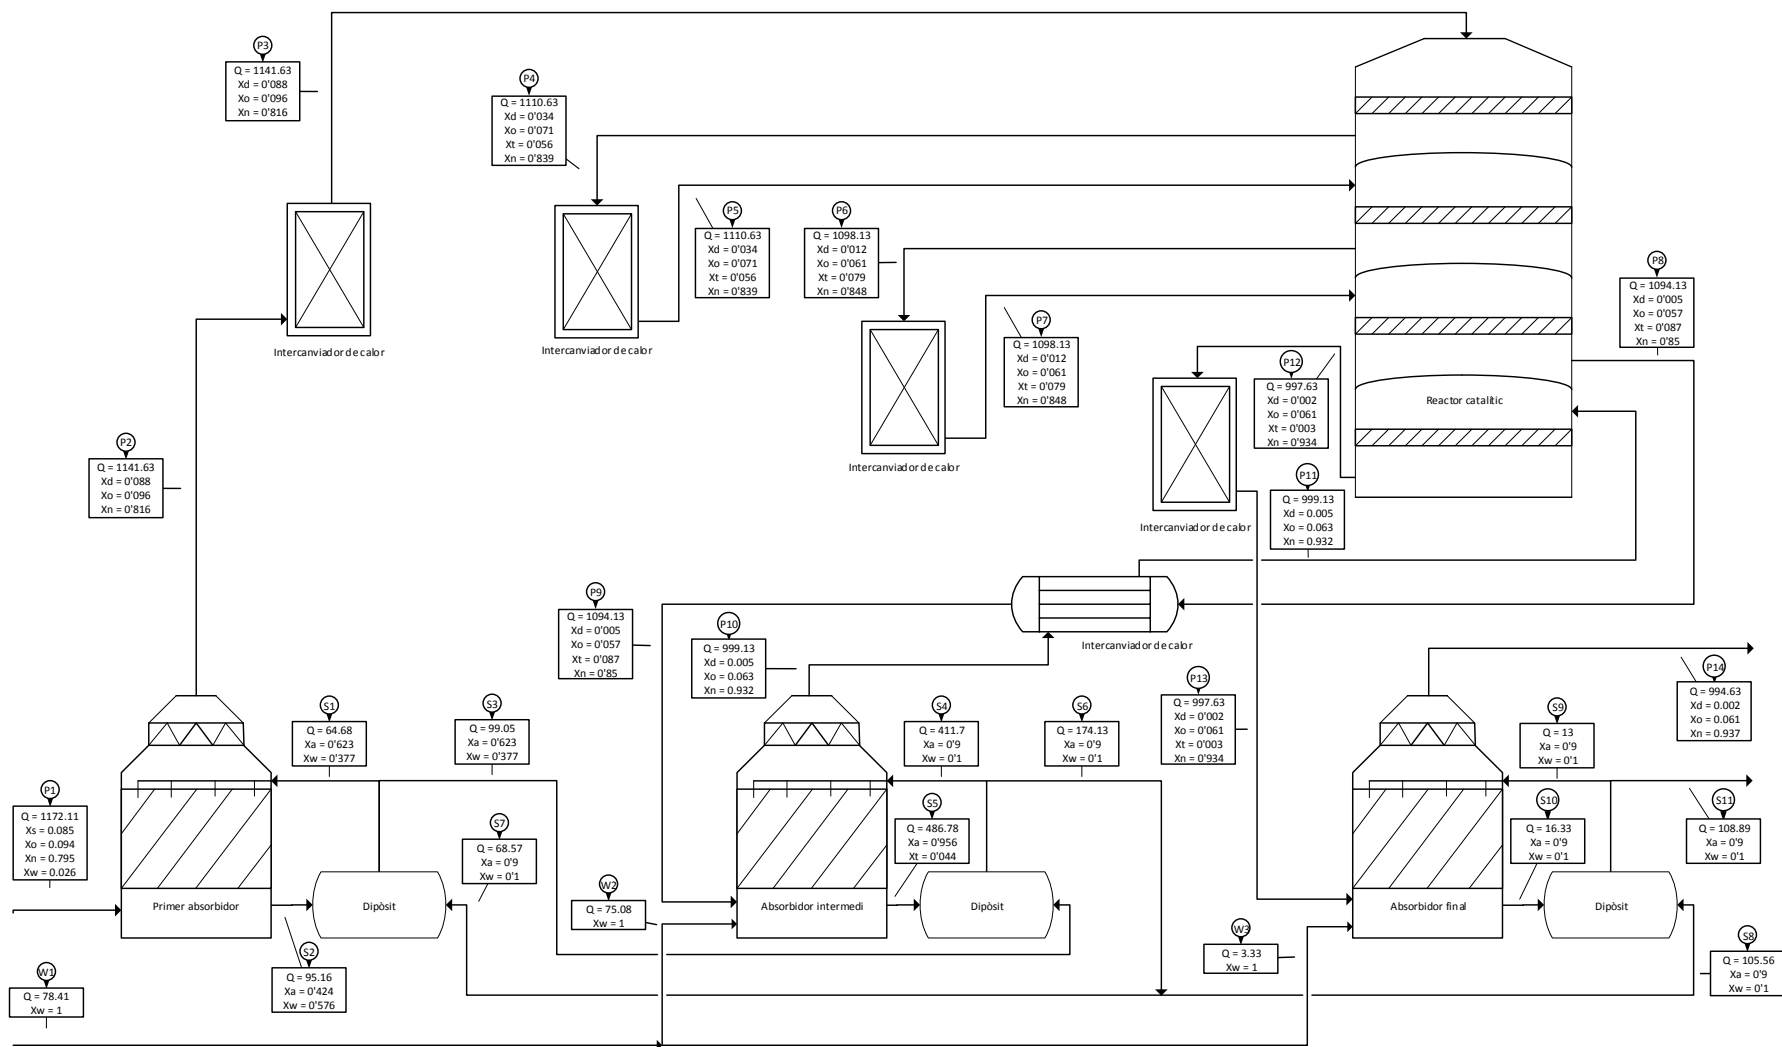 P3
Q = 1141.63
Xd = 0'088
Xo = 0'096
Xn = 0'816
P4
Q = 1110.63
Xd = 0'034
Xo = 0'071
Xt = 0'056
Xn = 0'839
P5
Q = 1110.63
Xd = 0'034
Xo = 0'071
Xt = 0'056
Xn = 0'839
P6
Q = 1098.13
Xd = 0'012
Xo = 0'061
Xt = 0'079
Xn = 0'848
P8
Q = 1094.13
Xd = 0'005
Xo = 0'057
Xt = 0'087
Xn = 0'85
P7
Q = 1098.13
Xd = 0'012
Xo = 0'061
Xt = 0'079
Xn = 0'848
P12
Q = 997.63
Xd = 0'002
Xo = 0'061
Xt = 0'003
Xn = 0'934
Intercanviador de calor
Intercanviador de calor
Reactor catalític
P2
Q = 1141.63
Xd = 0'088
Xo = 0'096
Xn = 0'816
Intercanviador de calor
P11
Q = 999.13
Xd = 0.005
Xo = 0.063
Xn = 0.932
Intercanviador de calor
P9
Q = 1094.13
Xd = 0'005
Xo = 0'057
Xt = 0'087
Xn = 0'85
P10
Q = 999.13
Xd = 0.005
Xo = 0.063
Xn = 0.932
Intercanviador de calor
P13
Q = 997.63
Xd = 0'002
Xo = 0'061
Xt = 0'003
Xn = 0'934
P14
Q = 994.63
Xd = 0.002
Xo = 0.061
Xn = 0.937
S1
Q = 64.68
Xa = 0'623
Xw = 0'377
S3
Q = 99.05
Xa = 0'623
Xw = 0'377
S4
Q = 411.7
Xa = 0'9
Xw = 0'1
S6
Q = 174.13
Xa = 0'9
Xw = 0'1
S9
Q = 13
Xa = 0'9
Xw = 0'1
P1
Q = 1172.11
Xs = 0.085
Xo = 0.094
Xn = 0.795
Xw = 0.026
S7
Q = 68.57
Xa = 0'9
Xw = 0'1
S5
Q = 486.78
Xa = 0'956
Xt = 0'044
S10
Q = 16.33
Xa = 0'9
Xw = 0'1
S11
Q = 108.89
Xa = 0'9
Xw = 0'1
W2
Q = 75.08
Xw = 1
Primer absorbidor
Dipòsit
Absorbidor intermedi
Dipòsit
Absorbidor final
Dipòsit
W3
Q = 3.33
Xw = 1
S8
Q = 105.56
Xa = 0'9
Xw = 0'1
S2
Q = 95.16
Xa = 0'424
Xw = 0'576
W1
Q = 78.41
Xw = 1